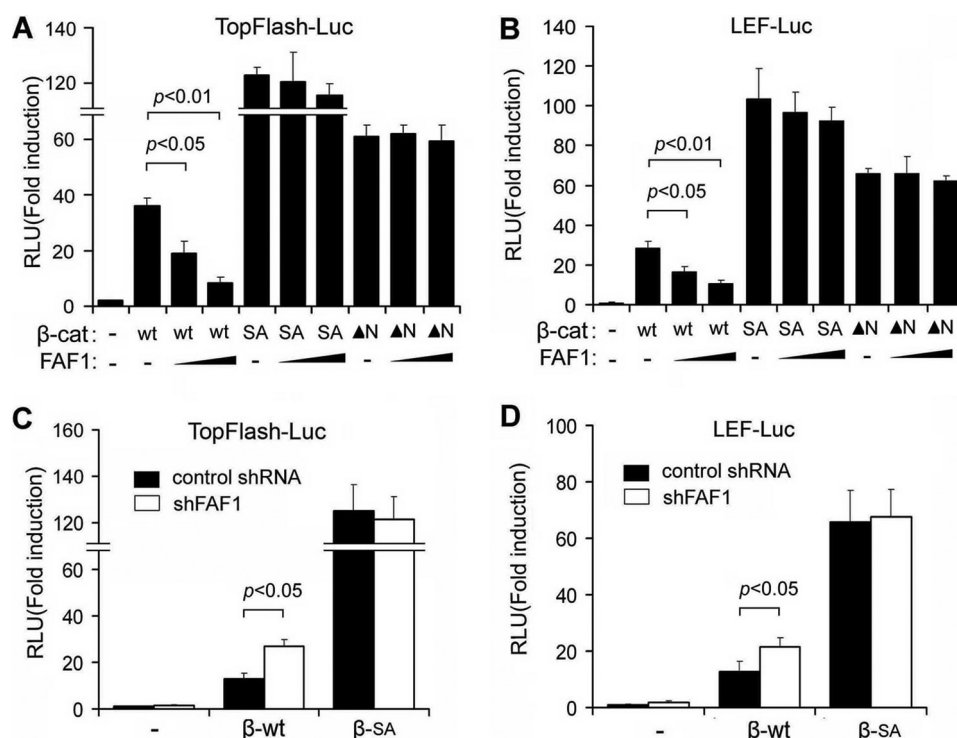 A
TopFlash-Luc
RLU(Fold induction)
120
60
40
20
0
p<0.01
p<0.05
β-cat: - wt wt wt SA SA SA ▲N ▲N ▲N
FAF1: - - - -
B
LEF-Luc
RLU(Fold induction)
140
120
100
80
60
40
20
0
p<0.01
p<0.05
β-cat: - wt wt wt SA SA SA ▲N ▲N ▲N
FAF1: - - - -
C
TopFlash-Luc
RLU(Fold induction)
160
140
120
60
40
20
0
control shRNA
shFAF1
p<0.05
- β-wt β-SA
D
LEF-Luc
RLU(Fold induction)
100
80
60
40
20
0
control shRNA
shFAF1
p<0.05
- β-wt β-SA